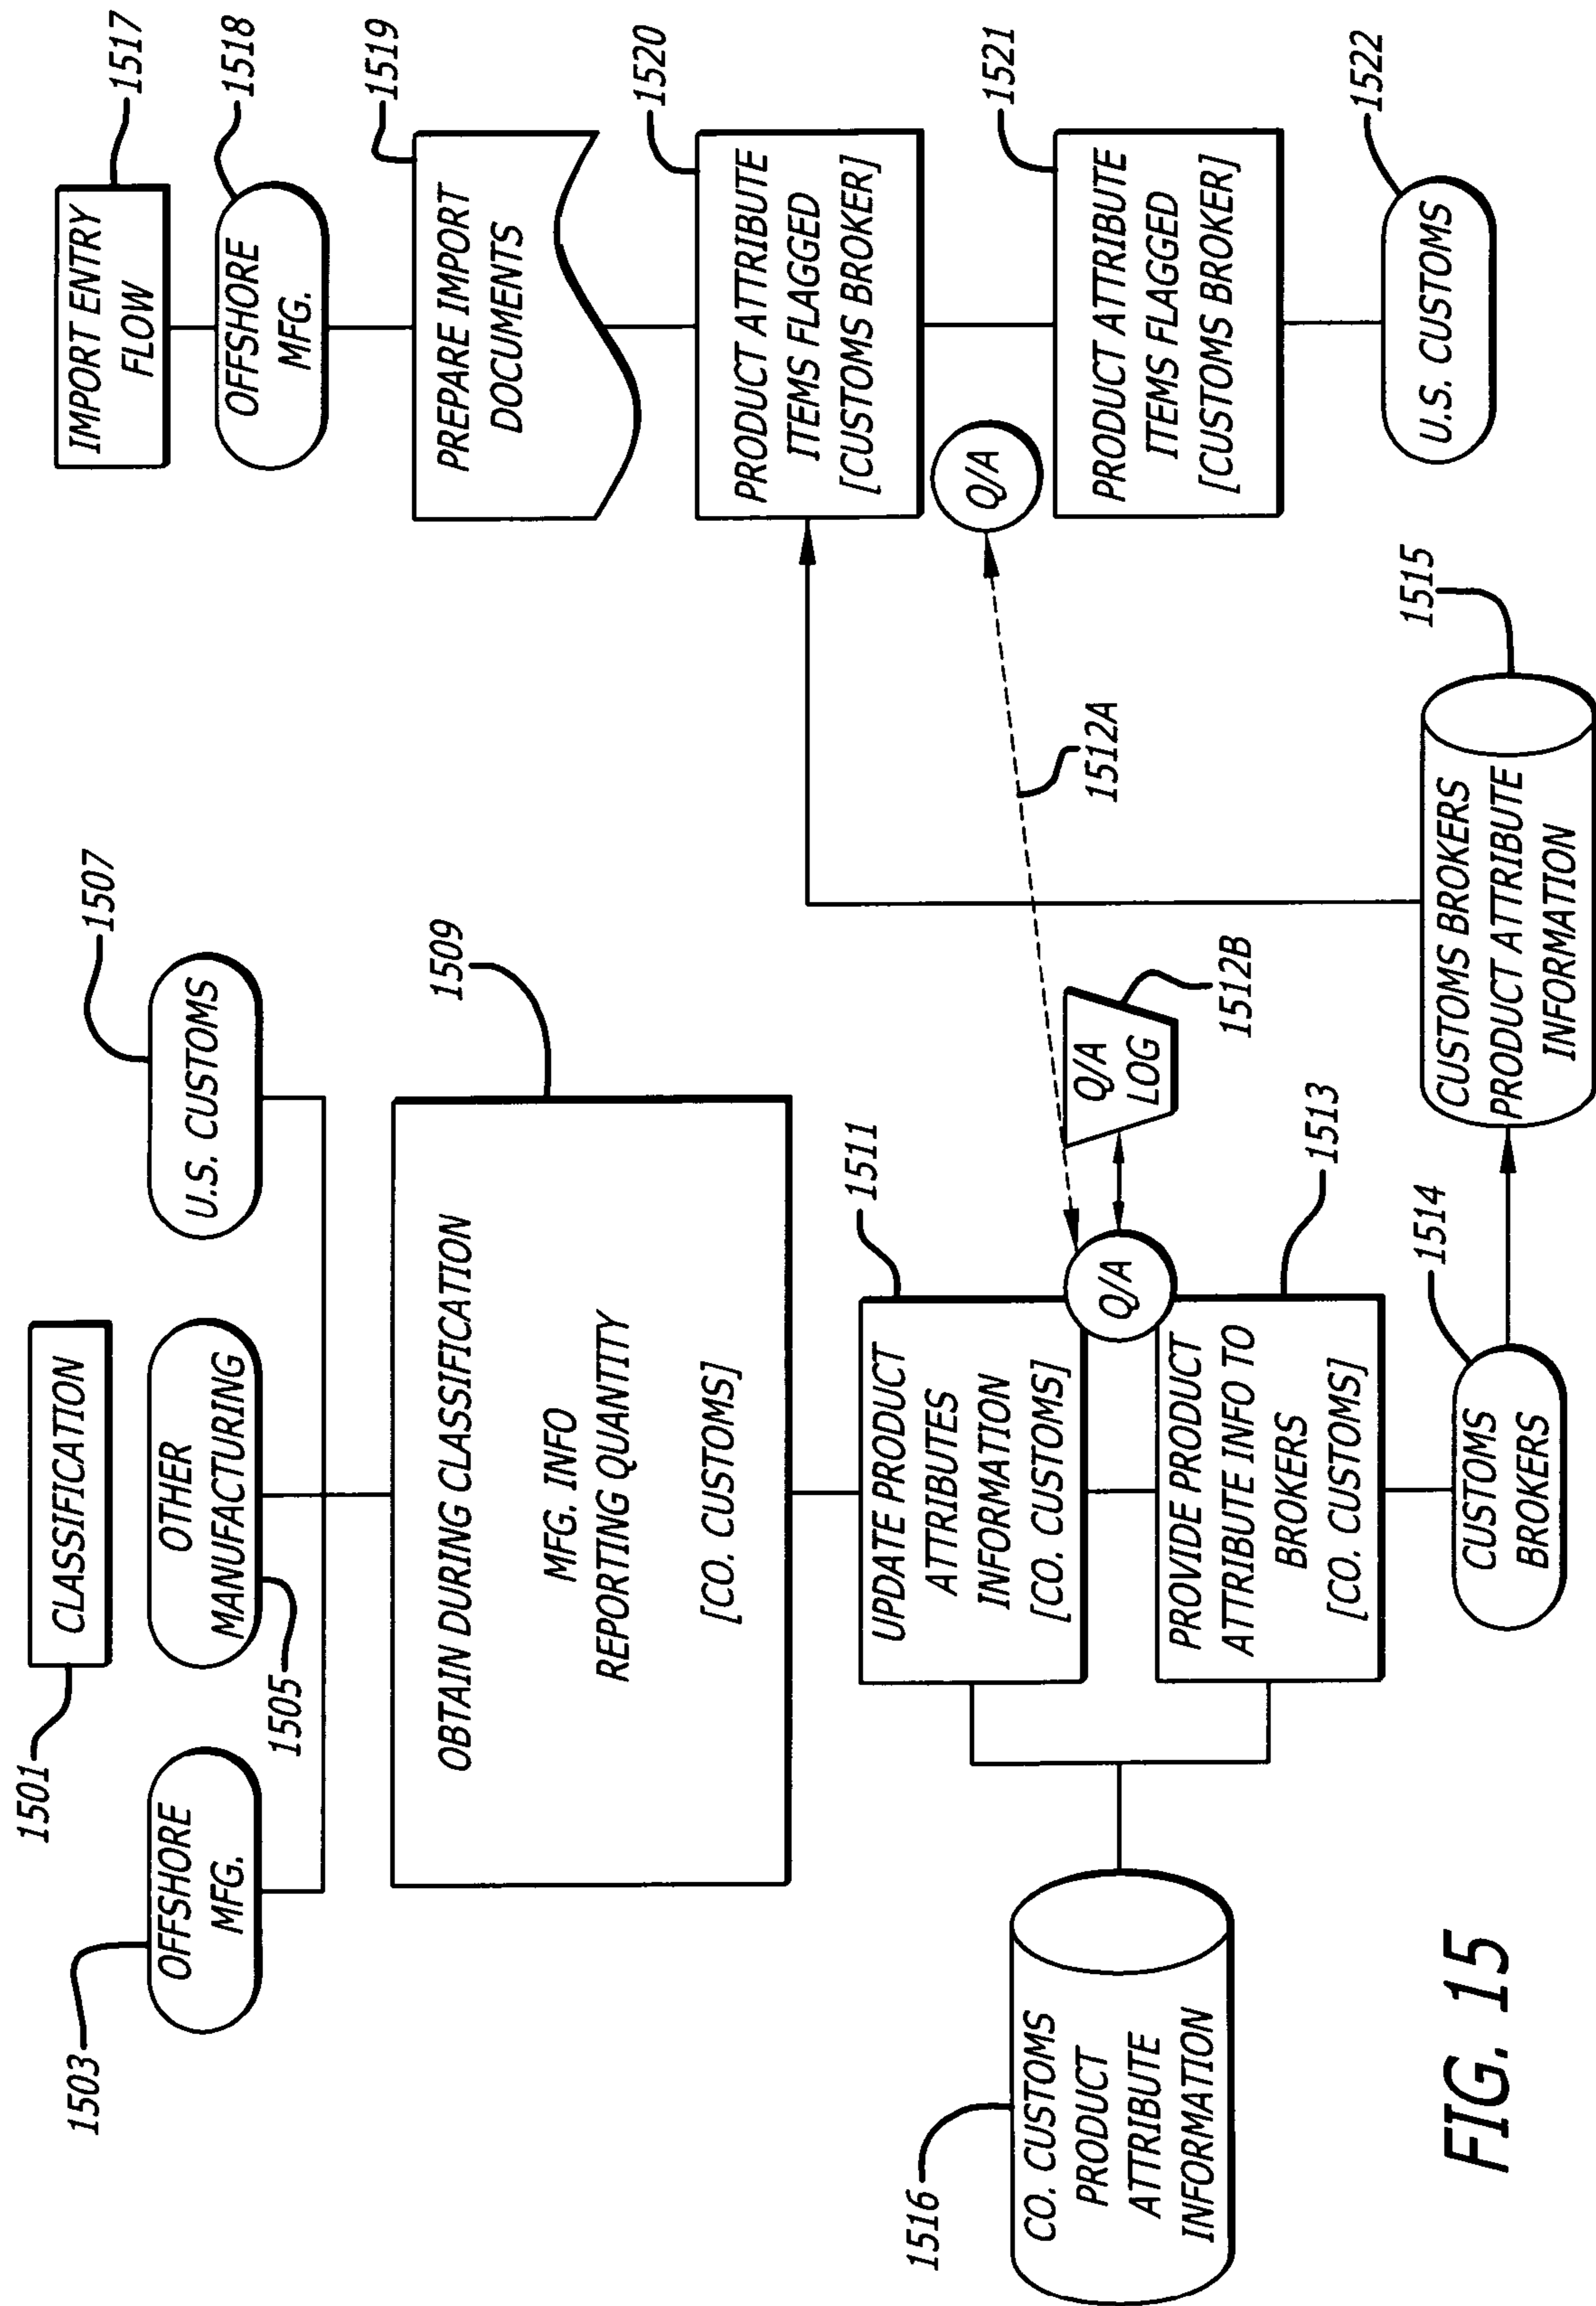 1501
CLASSIFICATION
1503
OFFSHORE
MFG.
OTHER
MANUFACTURING
1505
U.S. CUSTOMS
1507
OBTAIN DURING CLASSIFICATION
MFG. INFO
REPORTING QUANTITY
[CO. CUSTOMS]
1509
UPDATE PRODUCT
ATTRIBUTES
INFORMATION
[CO. CUSTOMS]
1511
Q/A
Q/A
LOG
1512B
1512A
PROVIDE PRODUCT
ATTRIBUTE INFO TO
BROKERS
[CO. CUSTOMS]
1513
CO. CUSTOMS
PRODUCT
ATTRIBUTE
INFORMATION
1516
CUSTOMS
BROKERS
1514
CUSTOMS BROKERS
PRODUCT ATTRIBUTE
INFORMATION
1515
IMPORT ENTRY
FLOW
1517
OFFSHORE
MFG.
1518
PREPARE IMPORT
DOCUMENTS
1519
PRODUCT ATTRIBUTE
ITEMS FLAGGED
[CUSTOMS BROKER]
1520
Q/A
PRODUCT ATTRIBUTE
ITEMS FLAGGED
[CUSTOMS BROKER]
1521
U.S. CUSTOMS
1522
FIG. 15